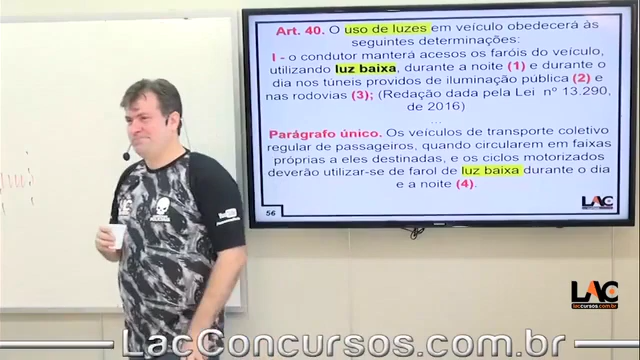 Art. 40. O uso de luzes em veículo obedecerá às
seguintes determinações:
I - o condutor manterá acesos os faróis do veículo,
utilizando luz baixa, durante a noite (1) e durante o
dia nos túneis providos de iluminação pública (2) e
nas rodovias (3); (Redação dada pela Lei nº 13.290,
de 2016)
...
Parágrafo único. Os veículos de transporte coletivo
regular de passageiros, quando circularem em faixas
próprias a eles destinadas, e os ciclos motorizados
deverão utilizar-se de farol de luz baixa durante o dia
e a noite (4).
56
LAC
LAC
laccursos.com.br
LacConcursos.com.br